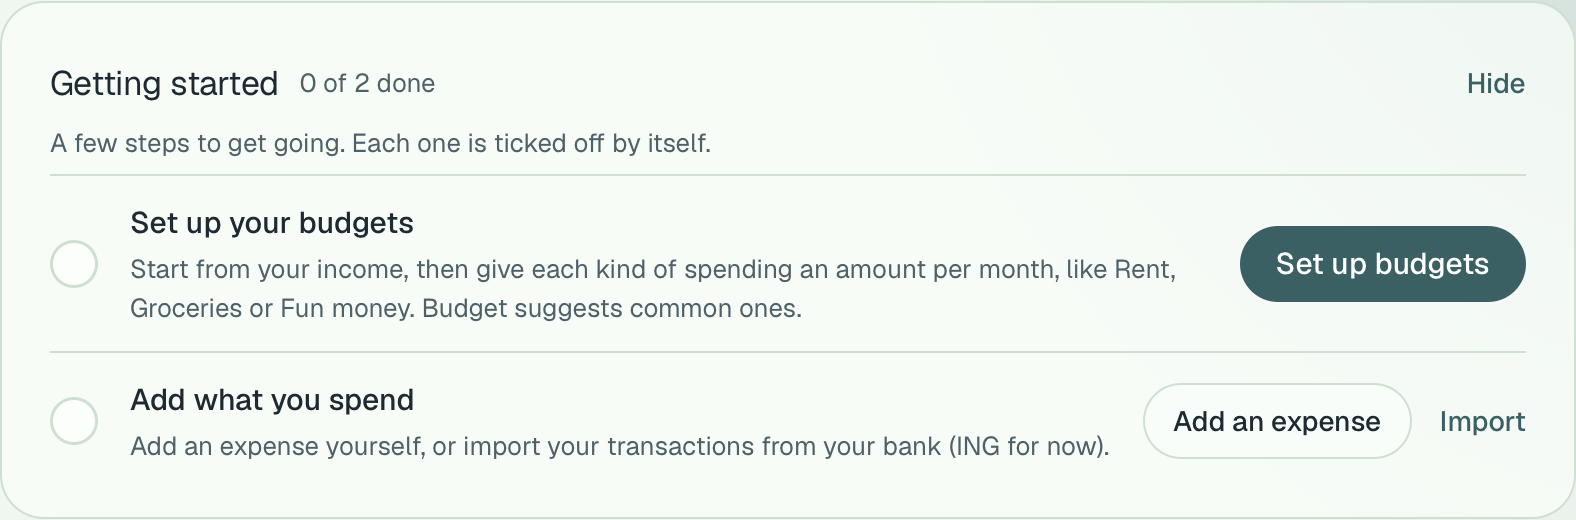 Getting started 0 of 2 done
Hide
A few steps to get going. Each one is ticked off by itself.
Set up your budgets
Start from your income, then give each kind of spending an amount per month, like Rent,
Groceries or Fun money. Budget suggests common ones.
Set up budgets
Add what you spend
Add an expense yourself, or import your transactions from your bank (ING for now).
Add an expense
Import